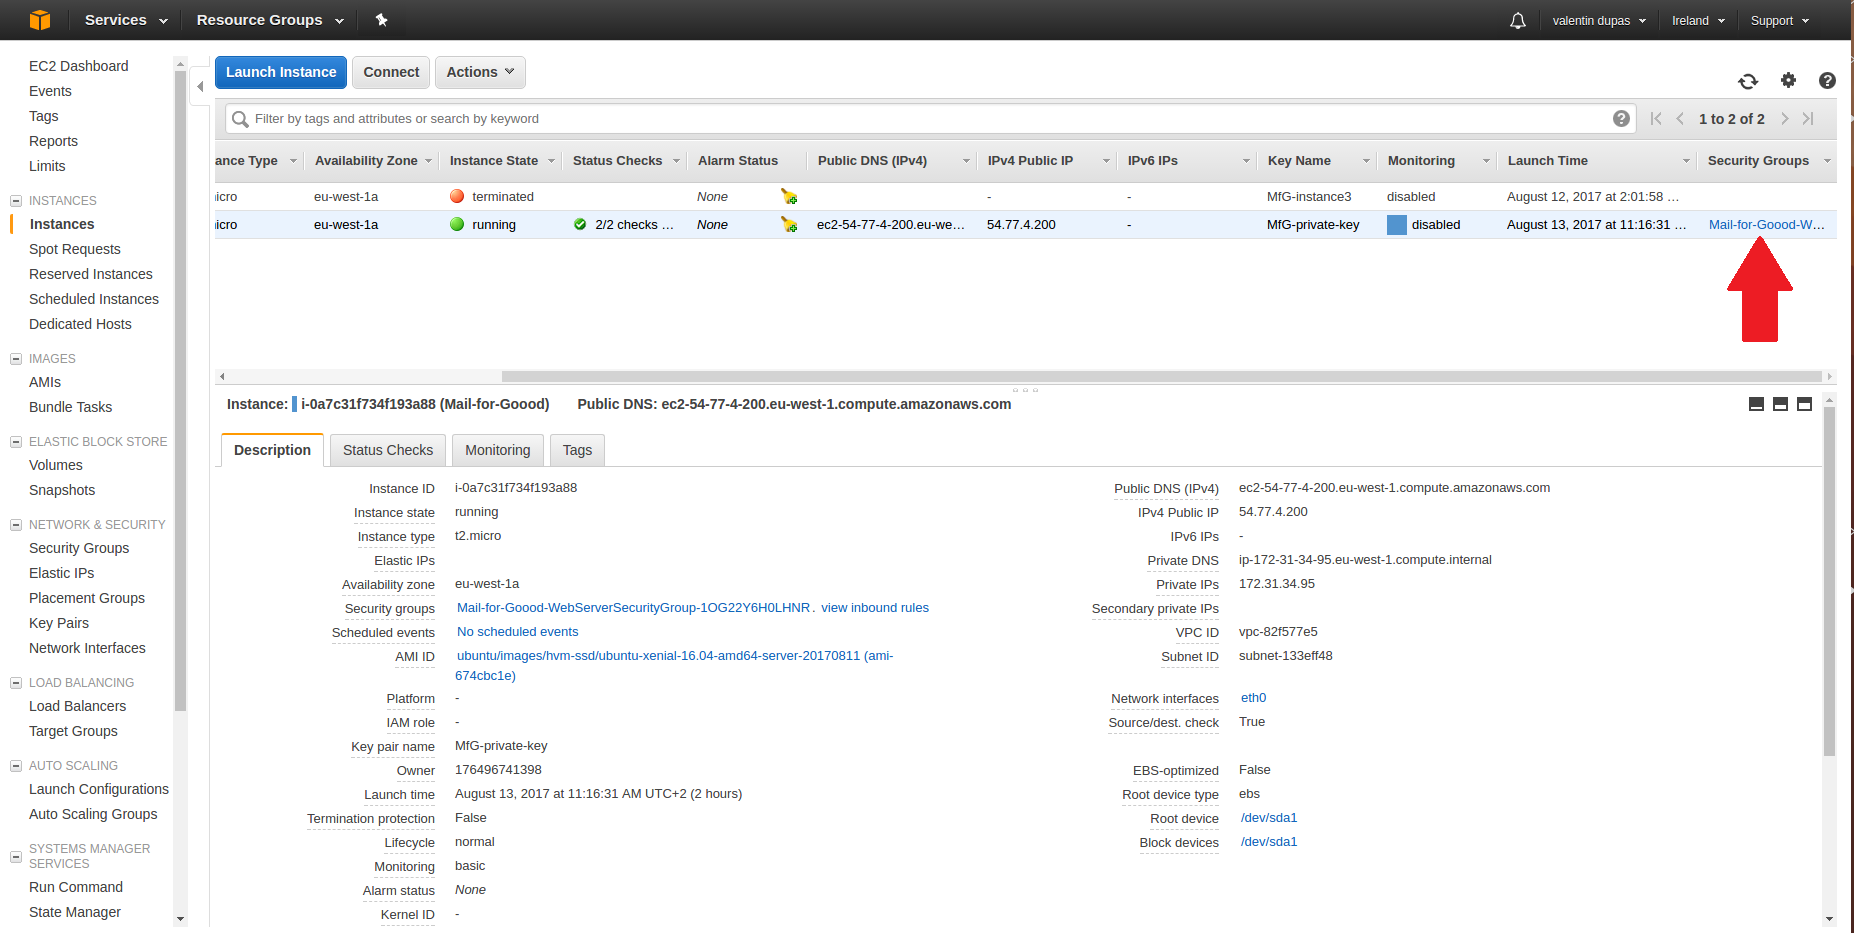 Services Resource Groups valentin dupas Ireland Support
EC2 Dashboard
Events
Tags
Reports
Limits
INSTANCES
Instances
Spot Requests
Reserved Instances
Scheduled Instances
Dedicated Hosts
IMAGES
AMIs
Bundle Tasks
ELASTIC BLOCK STORE
Volumes
Snapshots
NETWORK & SECURITY
Security Groups
Elastic IPs
Placement Groups
Key Pairs
Network Interfaces
LOAD BALANCING
Load Balancers
Target Groups
AUTO SCALING
Launch Configurations
Auto Scaling Groups
SYSTEMS MANAGER
SERVICES
Run Command
State Manager
Launch Instance Connect Actions
Filter by tags and attributes or search by keyword 1 to 2 of 2
ance Type Availability Zone Instance State Status Checks Alarm Status Public DNS (IPv4) IPv4 Public IP IPv6 IPs Key Name Monitoring Launch Time Security Groups
icro eu-west-1a terminated None - - MfG-instance3 disabled August 12, 2017 at 2:01:58 ...
icro eu-west-1a running 2/2 checks ... None ec2-54-77-4-200.eu-we... 54.77.4.200 - MfG-private-key disabled August 13, 2017 at 11:16:31 ... Mail-for-Goood-W...
Instance: i-0a7c31f734f193a88 (Mail-for-Goood) Public DNS: ec2-54-77-4-200.eu-west-1.compute.amazonaws.com
Description Status Checks Monitoring Tags
Instance ID i-0a7c31f734f193a88 Public DNS (IPv4) ec2-54-77-4-200.eu-west-1.compute.amazonaws.com
Instance state running IPv4 Public IP 54.77.4.200
Instance type t2.micro IPv6 IPs -
Elastic IPs Private DNS ip-172-31-34-95.eu-west-1.compute.internal
Availability zone eu-west-1a Private IPs 172.31.34.95
Security groups Mail-for-Goood-WebServerSecurityGroup-1OG22Y6H0LHNR . view inbound rules Secondary private IPs
Scheduled events No scheduled events VPC ID vpc-82f577e5
AMI ID ubuntu/images/hvm-ssd/ubuntu-xenial-16.04-amd64-server-20170811 (ami- Subnet ID subnet-133eff48
674cbc1e)
Platform - Network interfaces eth0
IAM role - Source/dest. check True
Key pair name MfG-private-key
Owner 176496741398 EBS-optimized False
Launch time August 13, 2017 at 11:16:31 AM UTC+2 (2 hours) Root device type ebs
Termination protection False Root device /dev/sda1
Lifecycle normal Block devices /dev/sda1
Monitoring basic
Alarm status None
Kernel ID -